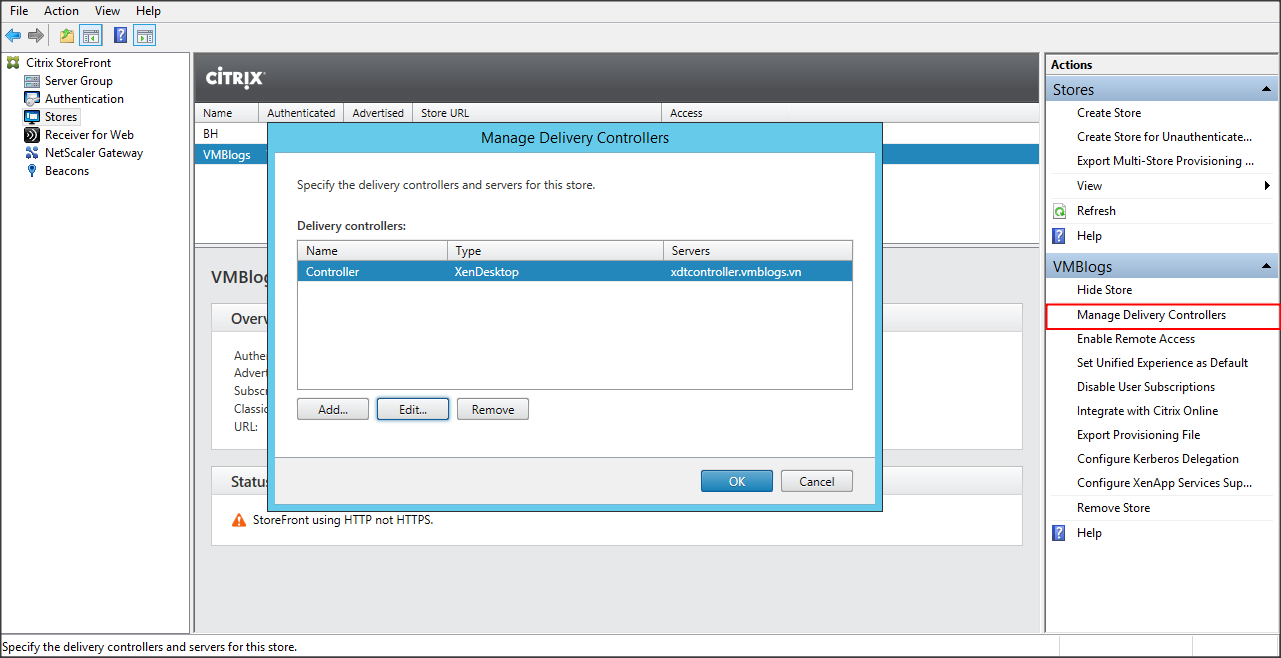 File Action View Help
Citrix StoreFront
Server Group
Authentication
Stores
Receiver for Web
NetScaler Gateway
Beacons
CiTRIX
Name Authenticated Advertised Store URL Access
BH
VMBlogs
Manage Delivery Controllers
Specify the delivery controllers and servers for this store.
Delivery controllers:
Name Type Servers
Controller XenDesktop xdtcontroller.vmblogs.vn
Add... Edit... Remove
OK Cancel
VMBlog
Overv
Authe
Advert
Subscr
Classic
URL:
Status
StoreFront using HTTP not HTTPS.
Actions
Stores
Create Store
Create Store for Unauthenticate...
Export Multi-Store Provisioning ...
View
Refresh
Help
VMBlogs
Hide Store
Manage Delivery Controllers
Enable Remote Access
Set Unified Experience as Default
Disable User Subscriptions
Integrate with Citrix Online
Export Provisioning File
Configure Kerberos Delegation
Configure XenApp Services Sup...
Remove Store
Help
Specify the delivery controllers and servers for this store.